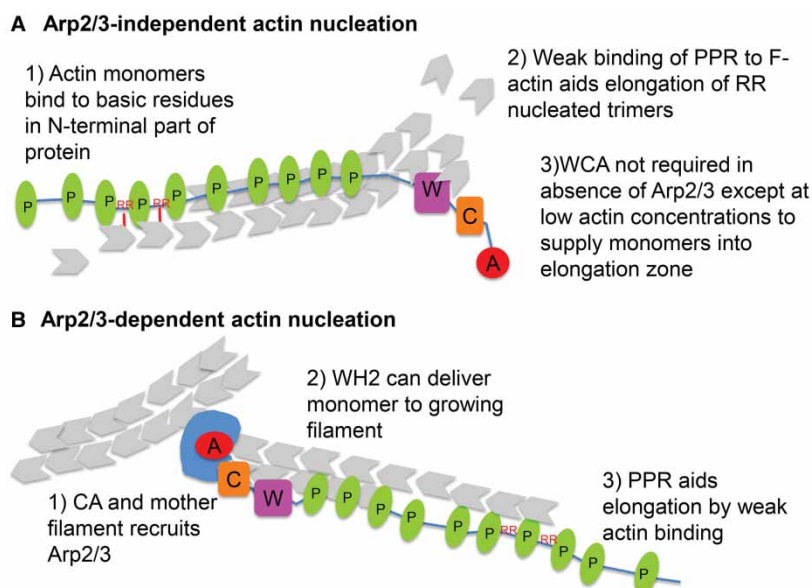 A Arp2/3-independent actin nucleation
1) Actin monomers
bind to basic residues
in N-terminal part of
protein
2) Weak binding of PPR to F-
actin aids elongation of RR
nucleated trimers
3)WCA not required in
absence of Arp2/3 except at
low actin concentrations to
supply monomers into
elongation zone
P P P RR P RR P P P P P P W C A
B Arp2/3-dependent actin nucleation
2) WH2 can deliver
monomer to growing
filament
1) CA and mother
filament recruits
Arp2/3
3) PPR aids
elongation by weak
actin binding
A C W P P P P P P RR P RR P P P